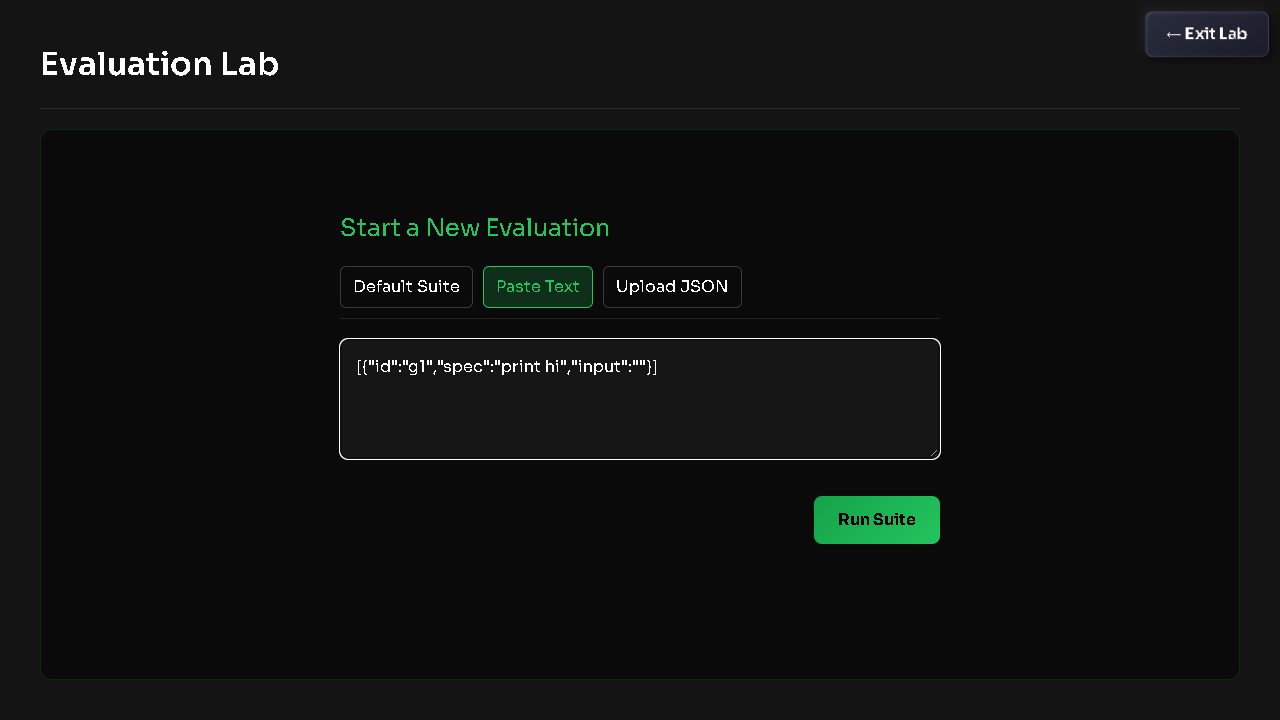 ← Exit Lab
Evaluation Lab
Start a New Evaluation
Default Suite
Paste Text
Upload JSON
[{"id":"g1","spec":"print hi","input":""}]
Run Suite